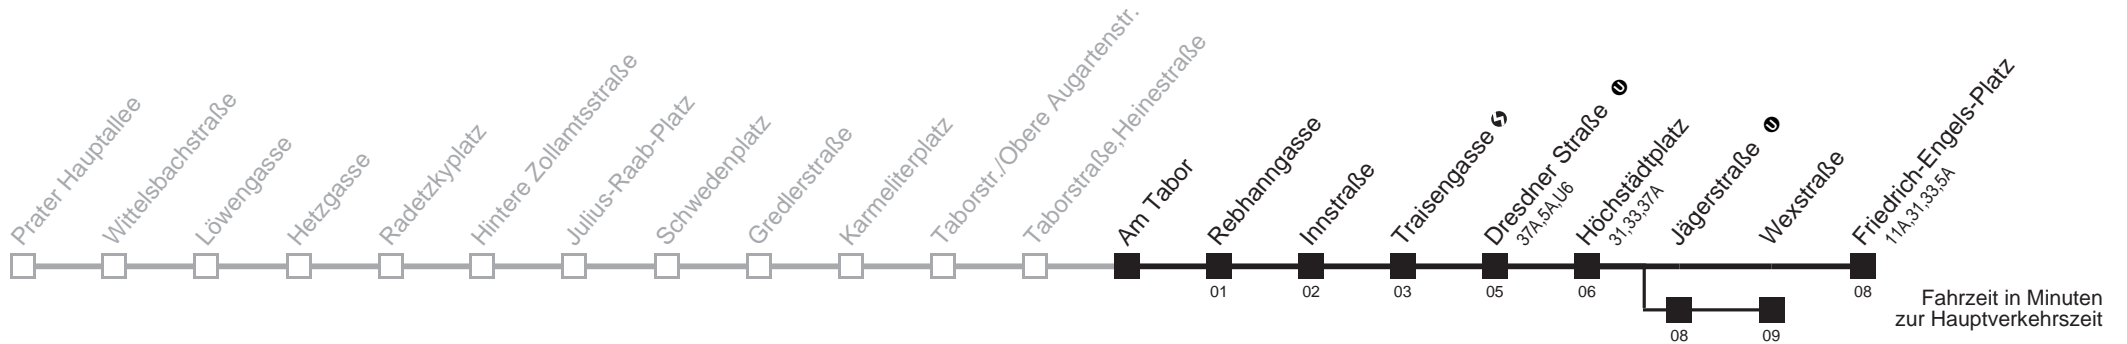 Prater Hauptallee
Wittelsbachstraße
Löwengasse
Hetzgasse
Radetzkyplatz
Hintere Zollamtsstraße
Julius-Raab-Platz
Schwedenplatz
Gredlerstraße
Karmeliterplatz
Taborstr./Obere Augartenstr.
Taborstraße,Heinestraße
Am Tabor
Rebhanngasse
Innstraße
Traisengasse S
Dresdner Straße U
37A,5A,U6
Höchstädtplatz
31,33,37A
Jägerstraße U
Wexstraße
Friedrich-Engels-Platz
11A,31,33,5A
01
02
03
05
06
08
08
09
Fahrzeit in Minuten
zur Hauptverkehrszeit